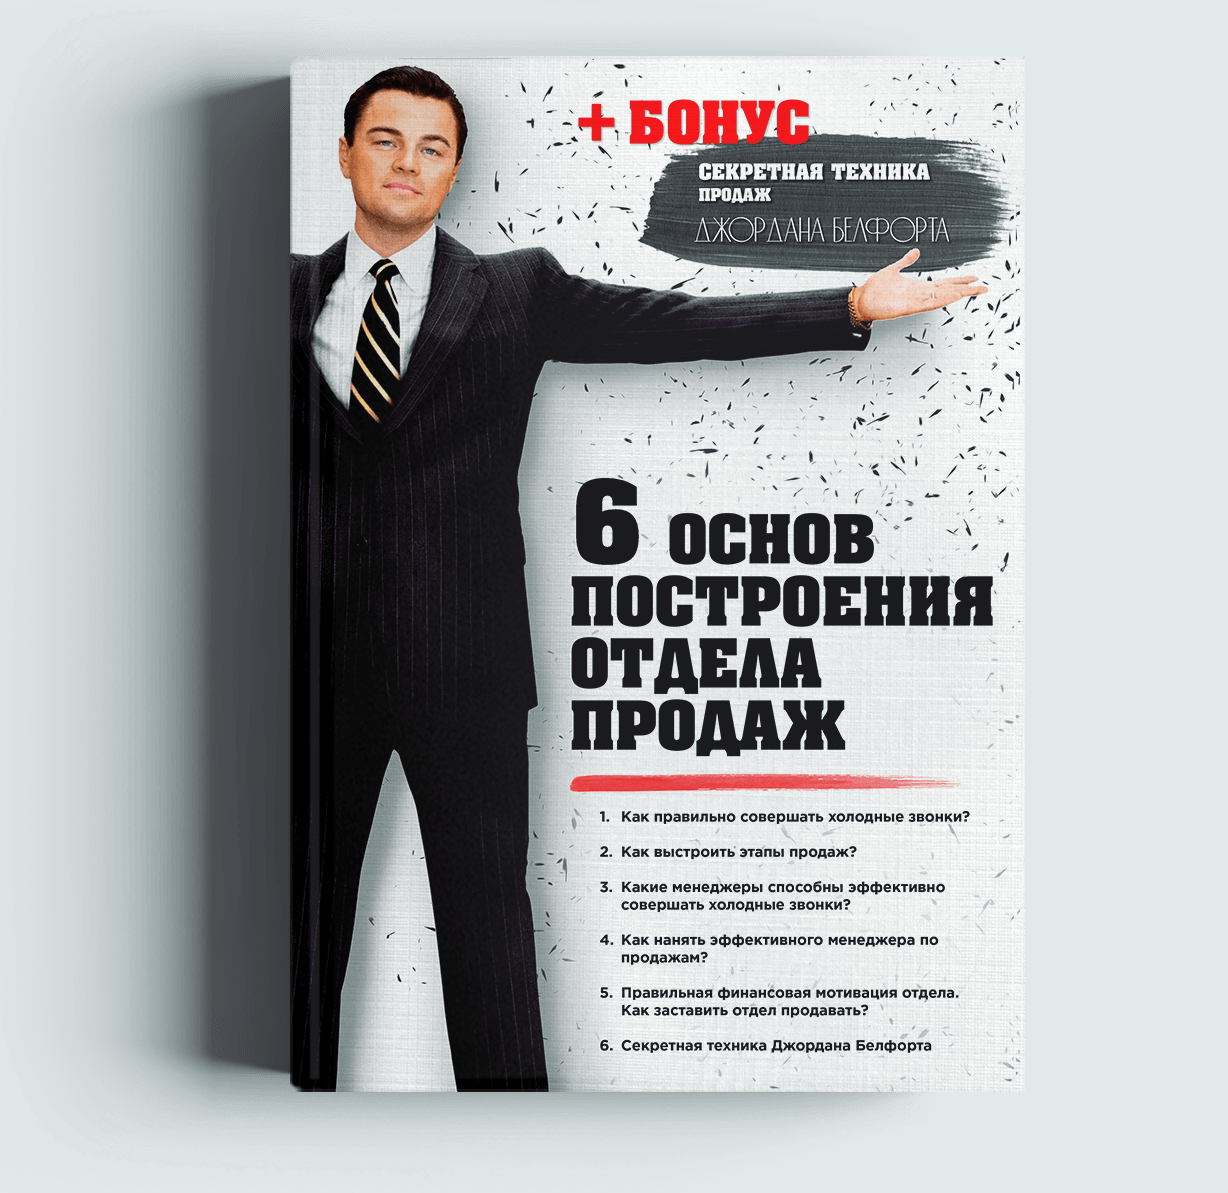 + БОНУС
СЕКРЕТНАЯ ТЕХНИКА
ПРОДАЖ
ДЖОРДАНА БЕЛФОРТА
6 ОСНОВ
ПОСТРОЕНИЯ
ОТДЕЛА
ПРОДАЖ
1. Как правильно совершать холодные звонки?
2. Как выстроить этапы продаж?
3. Какие менеджеры способны эффективно
совершать холодные звонки?
4. Как нанять эффективного менеджера по
продажам?
5. Правильная финансовая мотивация отдела.
Как заставить отдел продавать?
6. Секретная техника Джордана Белфорта